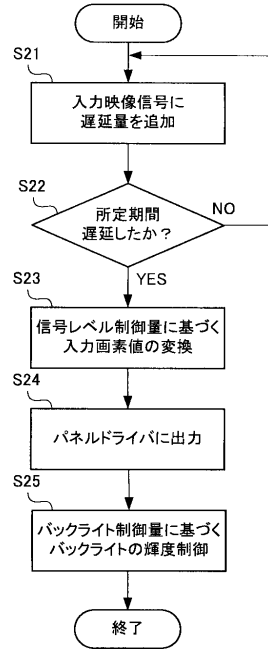 開始
S21
入力映像信号に
遅延量を追加
S22
所定期間
遅延したか？
NO
YES
S23
信号レベル制御量に基づく
入力画素値の変換
S24
パネルドライバに出力
S25
バックライト制御量に基づく
バックライトの輝度制御
終了